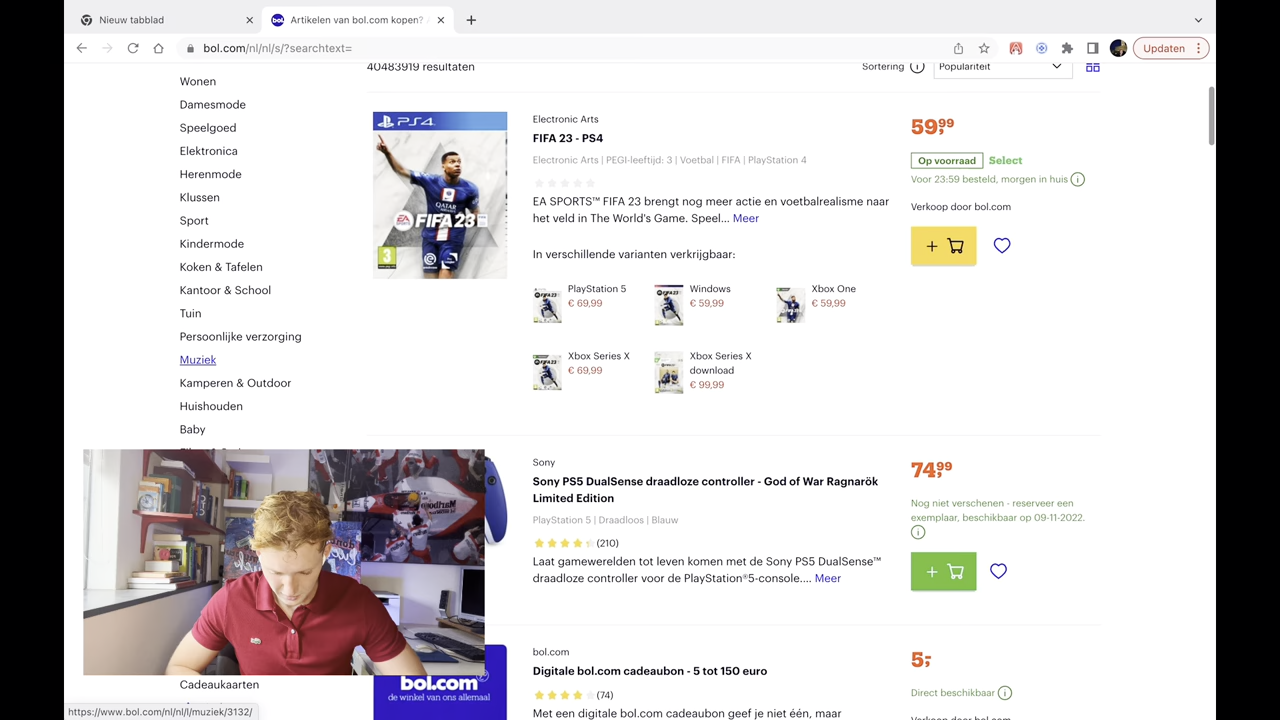 Nieuw tabblad
Artikelen van bol.com kopen?
bol.com/nl/nl/s/?searchtext=
Updaten
40483919 resultaten
Sortering
Populariteit
Wonen
Damesmode
Speelgoed
Elektronica
Herenmode
Klussen
Sport
Kindermode
Koken & Tafelen
Kantoor & School
Tuin
Persoonlijke verzorging
Muziek
Kamperen & Outdoor
Huishouden
Baby
Cadeaukaarten
PS4
EA SPORTS FIFA 23
3
Electronic Arts
FIFA 23 - PS4
Electronic Arts | PEGI-leeftijd: 3 | Voetbal | FIFA | PlayStation 4
EA SPORTS™ FIFA 23 brengt nog meer actie en voetbalrealisme naar
het veld in The World's Game. Speel... Meer
In verschillende varianten verkrijgbaar:
PlayStation 5
€ 69,99
Windows
€ 59,99
Xbox One
€ 59,99
Xbox Series X
€ 69,99
Xbox Series X
download
€ 99,99
59,99
Op voorraad Select
Voor 23:59 besteld, morgen in huis
Verkoop door bol.com
Sony
Sony PS5 DualSense draadloze controller - God of War Ragnarök
Limited Edition
PlayStation 5 | Draadloos | Blauw
(210)
Laat gamewerelden tot leven komen met de Sony PS5 DualSense™
draadloze controller voor de PlayStation®5-console.... Meer
74,99
Nog niet verschenen - reserveer een
exemplaar, beschikbaar op 09-11-2022.
bol.com
de winkel van ons allemaal
bol.com
Digitale bol.com cadeaubon - 5 tot 150 euro
(74)
Met een digitale bol.com cadeaubon geef je niet één, maar
5,-
Direct beschikbaar
Verkoop door bol.com
https://www.bol.com/nl/nl/l/muziek/3132/